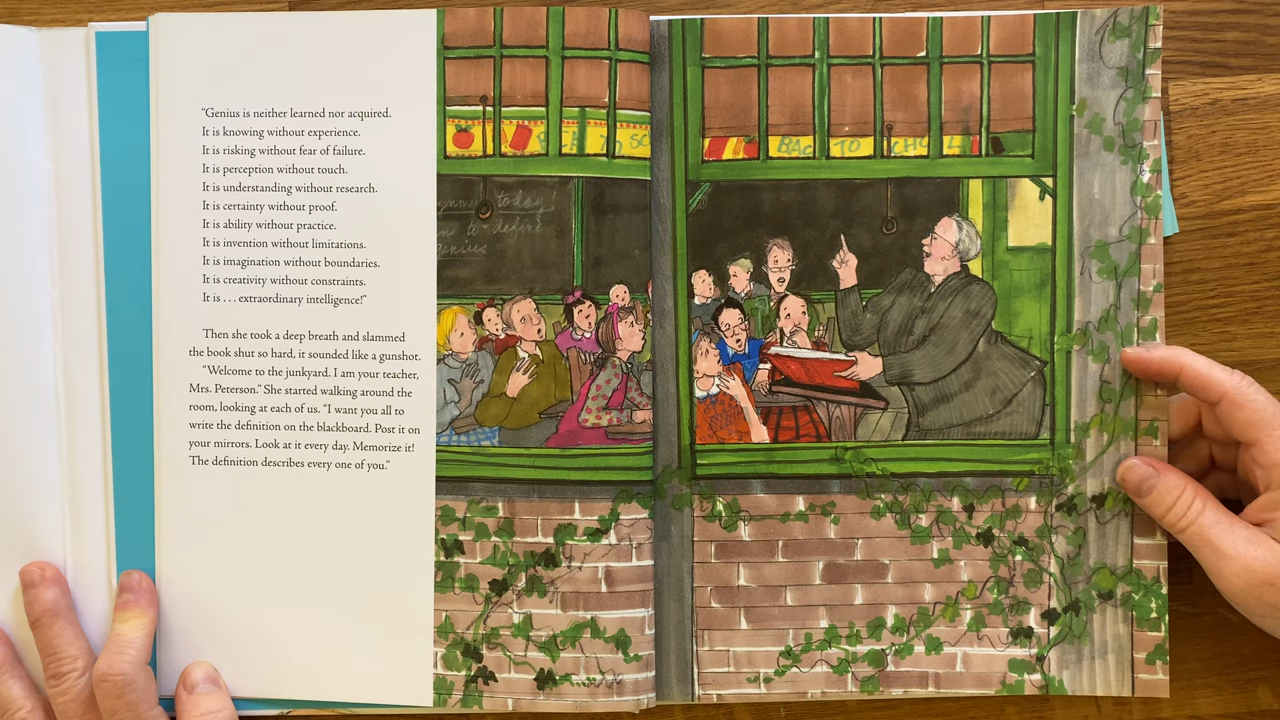 “Genius is neither learned nor acquired.
It is knowing without experience.
It is risking without fear of failure.
It is perception without touch.
It is understanding without research.
It is certainty without proof.
It is ability without practice.
It is invention without limitations.
It is imagination without boundaries.
It is creativity without constraints.
It is . . . extraordinary intelligence!”
Then she took a deep breath and slammed
the book shut so hard, it sounded like a gunshot.
“Welcome to the junkyard. I am your teacher,
Mrs. Peterson.” She started walking around the
room, looking at each of us. “I want you all to
write the definition on the blackboard. Post it on
your mirrors. Look at it every day. Memorize it!
The definition describes every one of you.”
TO SC
today!
to define
BACK TO